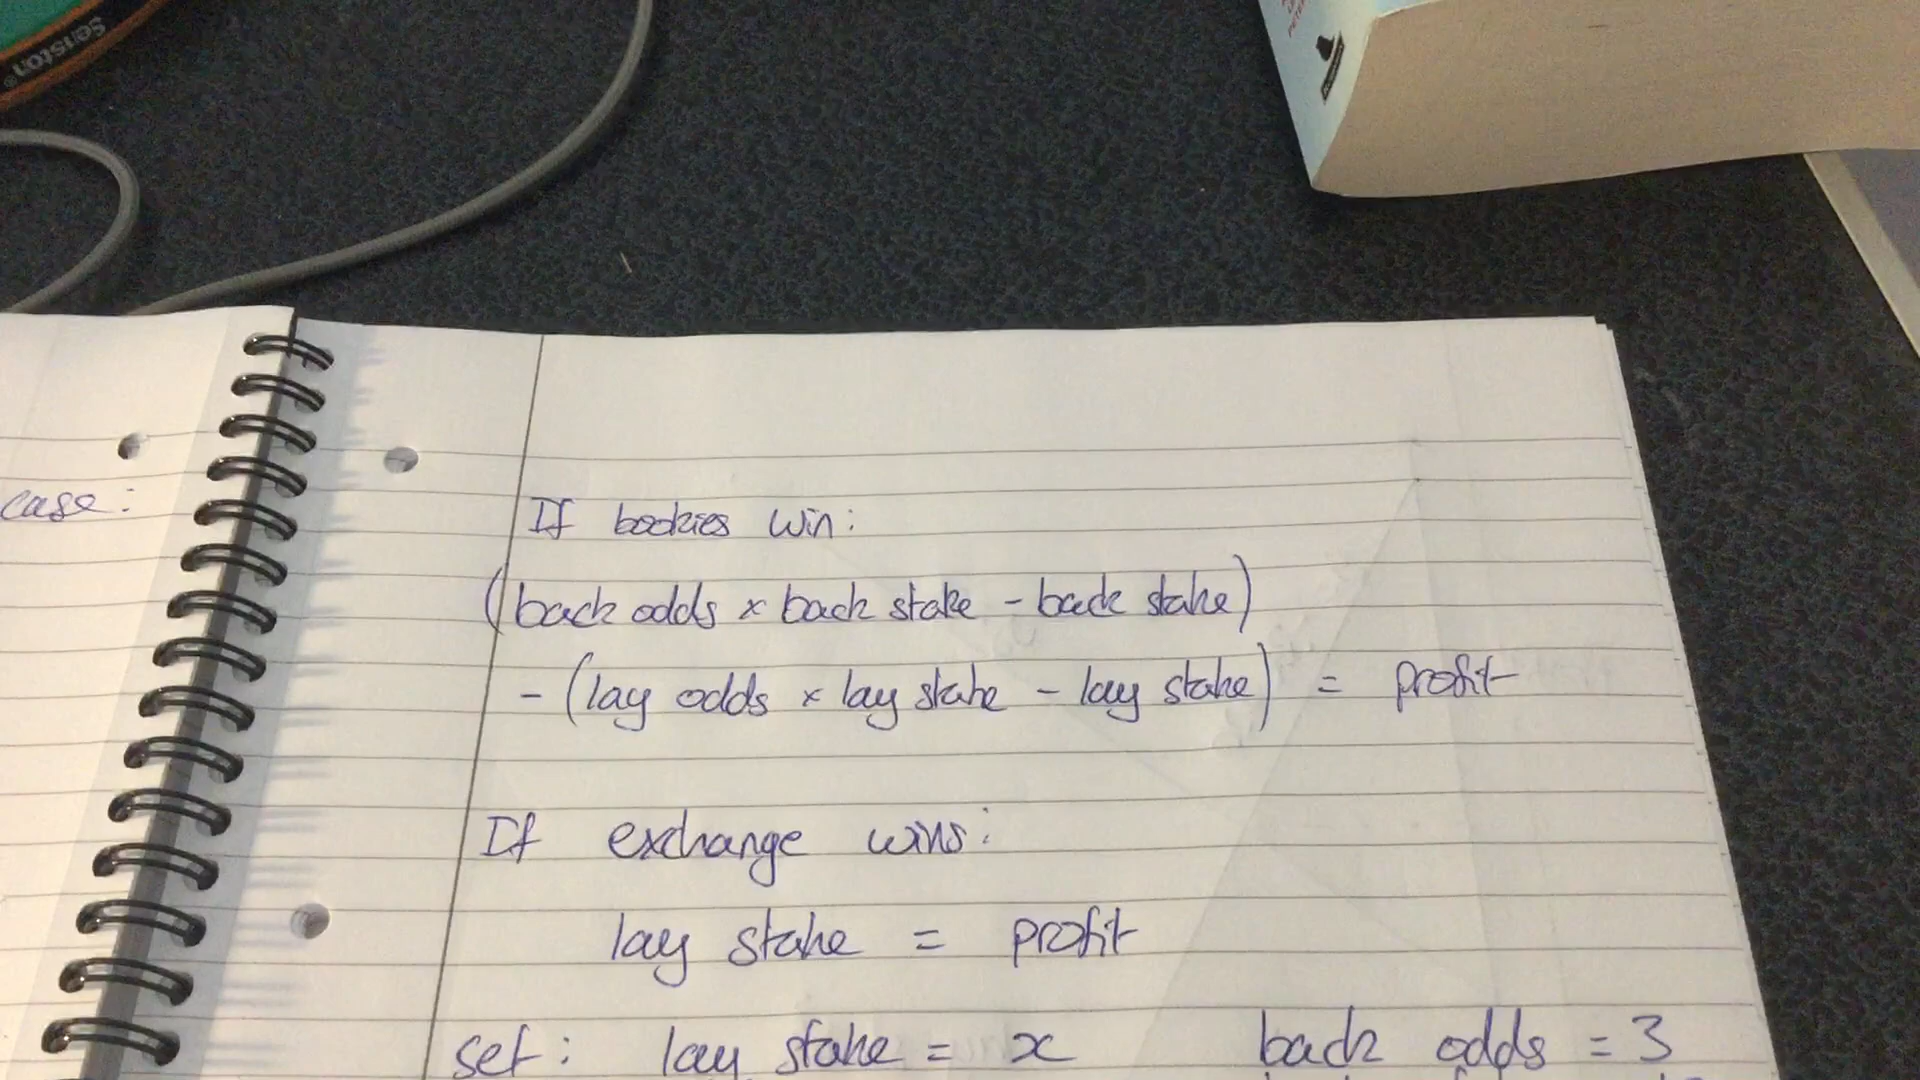 senston®
case:
If bookies win:
(back odds × back stake - back stake)
- (lay odds × lay stake - lay stake) = profit
If exchange wins:
lay stake = profit
set: lay stake = x back odds = 3